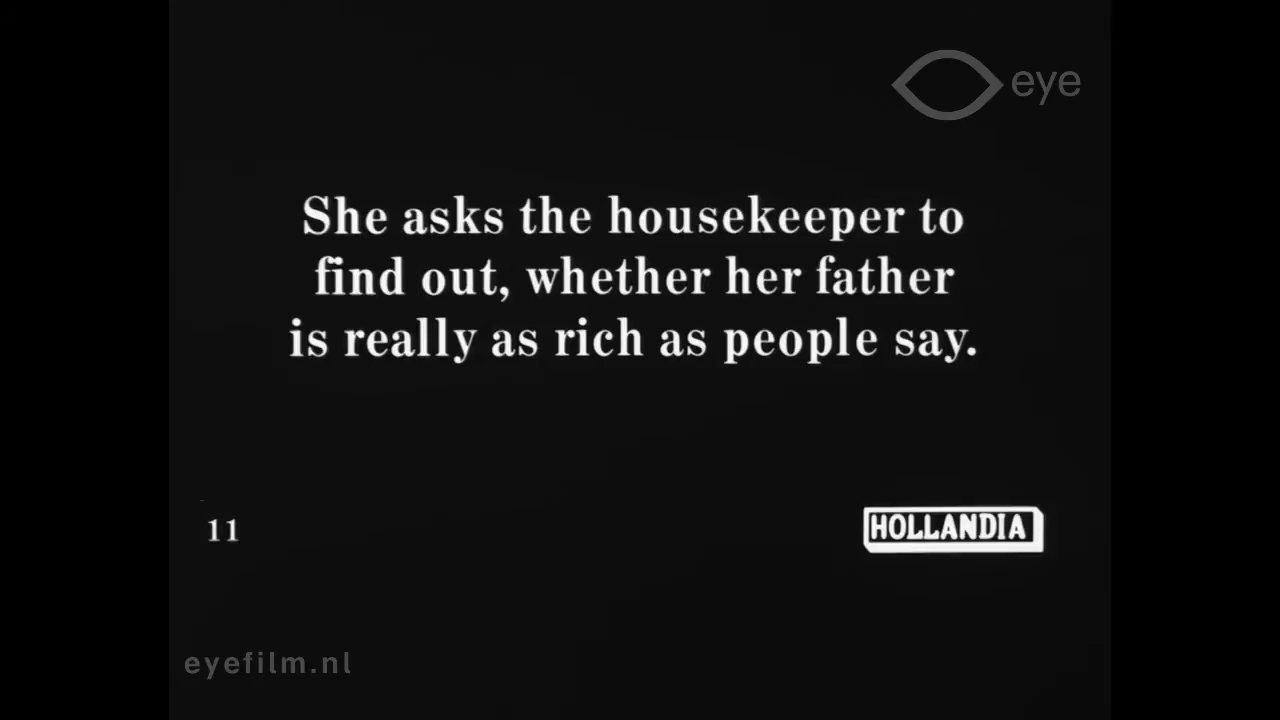 eye
She asks the housekeeper to
find out, whether her father
is really as rich as people say.
11
HOLLANDIA
eyefilm.nl